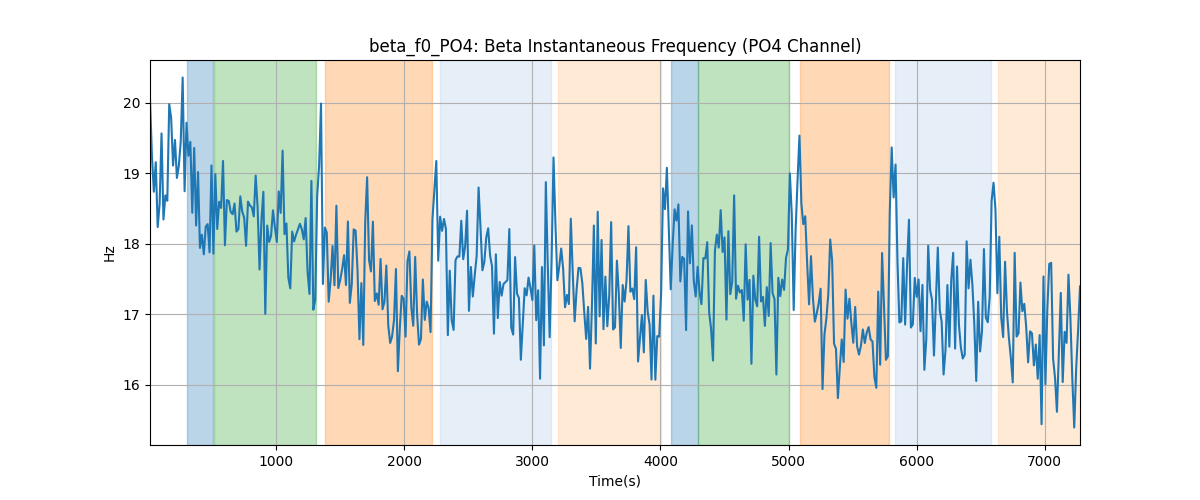 beta_f0_PO4: Beta Instantaneous Frequency (PO4 Channel)
20
19
18
17
16
Hz
1000 2000 3000 4000 5000 6000 7000
Time(s)